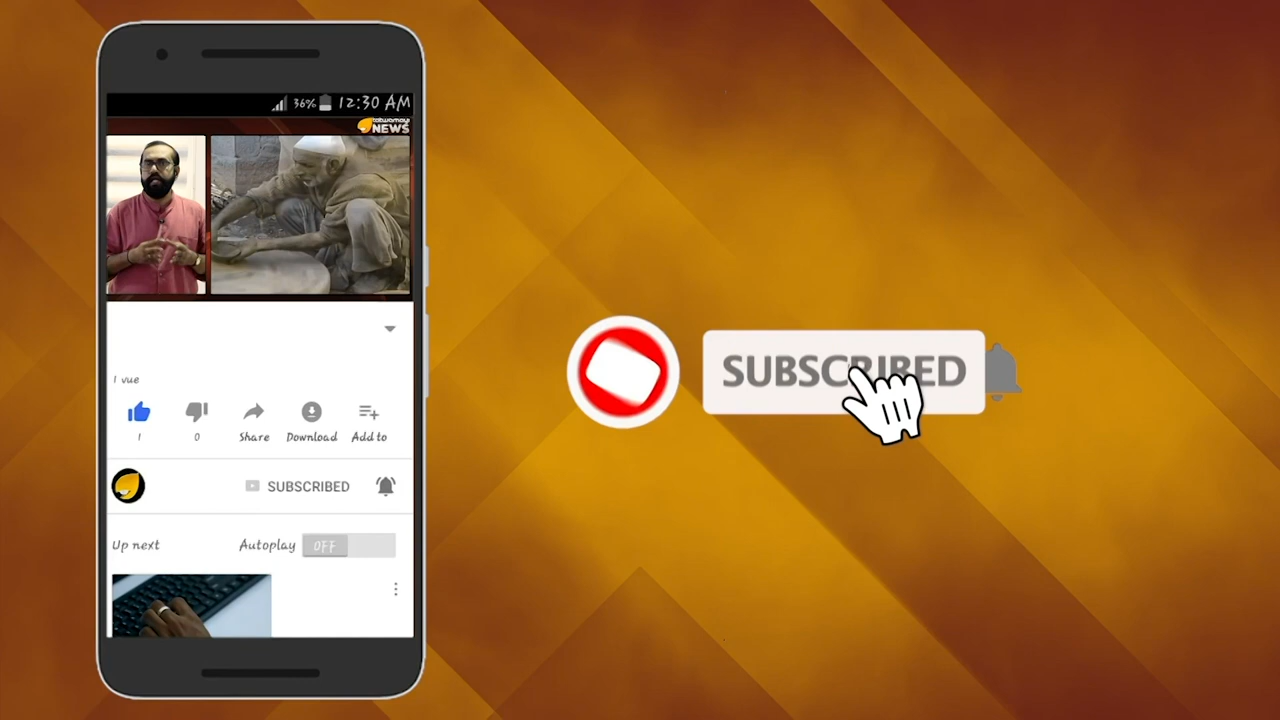 36% 12:30 AM
tatwamayi
NEWS
1 vue
1
0
Share
Download
Add to
SUBSCRIBED
Up next
Autoplay
OFF
SUBSCRIBED